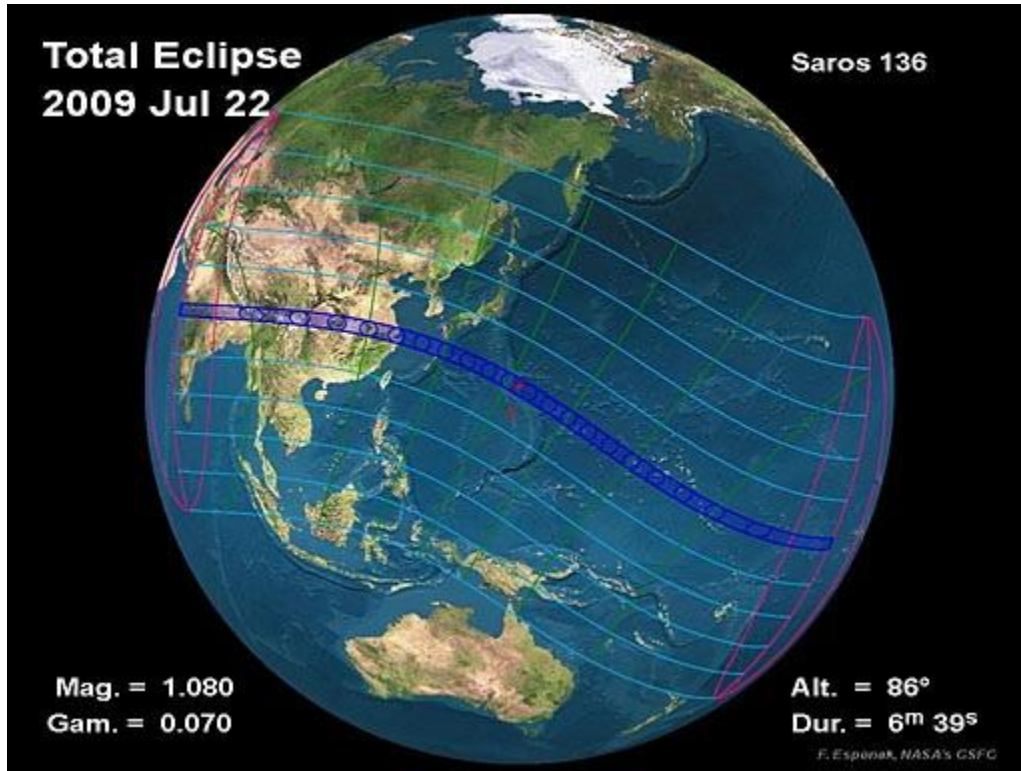 Total Eclipse
2009 Jul 22
Saros 136
Mag. = 1.080
Gam. = 0.070
Alt. = 86°
Dur. = 6m 39s
F. Espenak, NASA's GSFC